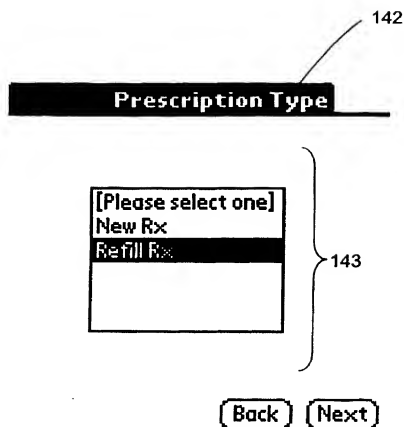 142
Prescription Type
[Please select one]
New Rx
Refill Rx
143
Back Next